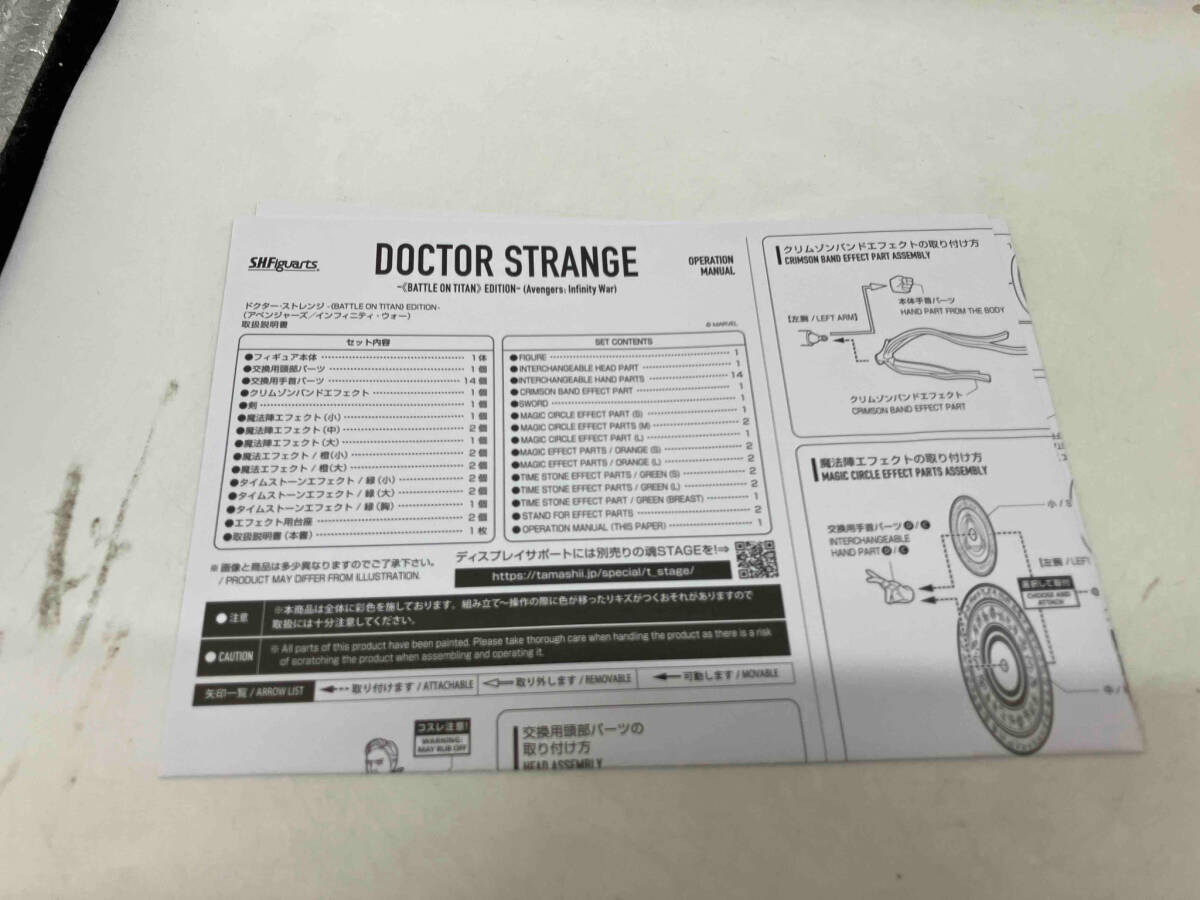 S.H.Figuarts
DOCTOR STRANGE
-《BATTLE ON TITAN》 EDITION- (Avengers: Infinity War)
OPERATION
MANUAL
ドクター・ストレンジ -《BATTLE ON TITAN》 EDITION-
(アベンジャーズ／インフィニティ・ウォー)
取扱説明書
© MARVEL
セット内容
●フィギュア本体 1体
●交換用頭部パーツ 1個
●交換用手首パーツ 14個
●クリムゾンバンドエフェクト 1個
●剣 1個
●魔法陣エフェクト(小) 1個
●魔法陣エフェクト(中) 2個
●魔法陣エフェクト(大) 1個
●魔法エフェクト / 橙(小) 2個
●魔法エフェクト / 橙(大) 2個
●タイムストーンエフェクト / 緑(小) 2個
●タイムストーンエフェクト / 緑(大) 2個
●タイムストーンエフェクト / 緑(胸) 1個
●エフェクト用台座 2個
●取扱説明書(本書) 1枚
SET CONTENTS
●FIGURE 1
●INTERCHANGEABLE HEAD PART 1
●INTERCHANGEABLE HAND PARTS 14
●CRIMSON BAND EFFECT PART 1
●SWORD 1
●MAGIC CIRCLE EFFECT PART (S) 1
●MAGIC CIRCLE EFFECT PARTS (M) 2
●MAGIC CIRCLE EFFECT PART (L) 1
●MAGIC EFFECT PARTS / ORANGE (S) 2
●MAGIC EFFECT PARTS / ORANGE (L) 2
●TIME STONE EFFECT PARTS / GREEN (S) 2
●TIME STONE EFFECT PARTS / GREEN (L) 2
●TIME STONE EFFECT PART / GREEN (BREAST) 1
●STAND FOR EFFECT PARTS 2
●OPERATION MANUAL (THIS PAPER) 1
※画像と商品は多少異なりますのでご了承下さい。
/ PRODUCT MAY DIFFER FROM ILLUSTRATION.
ディスプレイサポートには別売りの魂STAGEを!⇒
https://tamashii.jp/special/t_stage/
●注意
※本商品は全体に彩色を施しております。組み立て～操作の際に色が移ったりキズがつくおそれがありますので
取扱には十分注意してください。
●CAUTION
※All parts of this product have been painted. Please take thorough care when handling the product as there is a risk
of scratching the product when assembling and operating it.
矢印一覧 / ARROW LIST
取り付けます / ATTACHABLE
取り外します / REMOVABLE
可動します / MOVABLE
コスレ注意!
WARNING:
MAY RUB OFF
交換用頭部パーツの
取り付け方
HEAD ASSEMBLY
クリムゾンバンドエフェクトの取り付け方
CRIMSON BAND EFFECT PART ASSEMBLY
本体手首パーツ
HAND PART FROM THE BODY
【左腕 / LEFT ARM】
クリムゾンバンドエフェクト
CRIMSON BAND EFFECT PART
魔法陣エフェクトの取り付け方
MAGIC CIRCLE EFFECT PARTS ASSEMBLY
小 / S
交換用手首パーツ D / E
INTERCHANGEABLE
HAND PART D / E
【左腕 / LEFT
選択して取付
CHOOSE AND
ATTACH
中 /